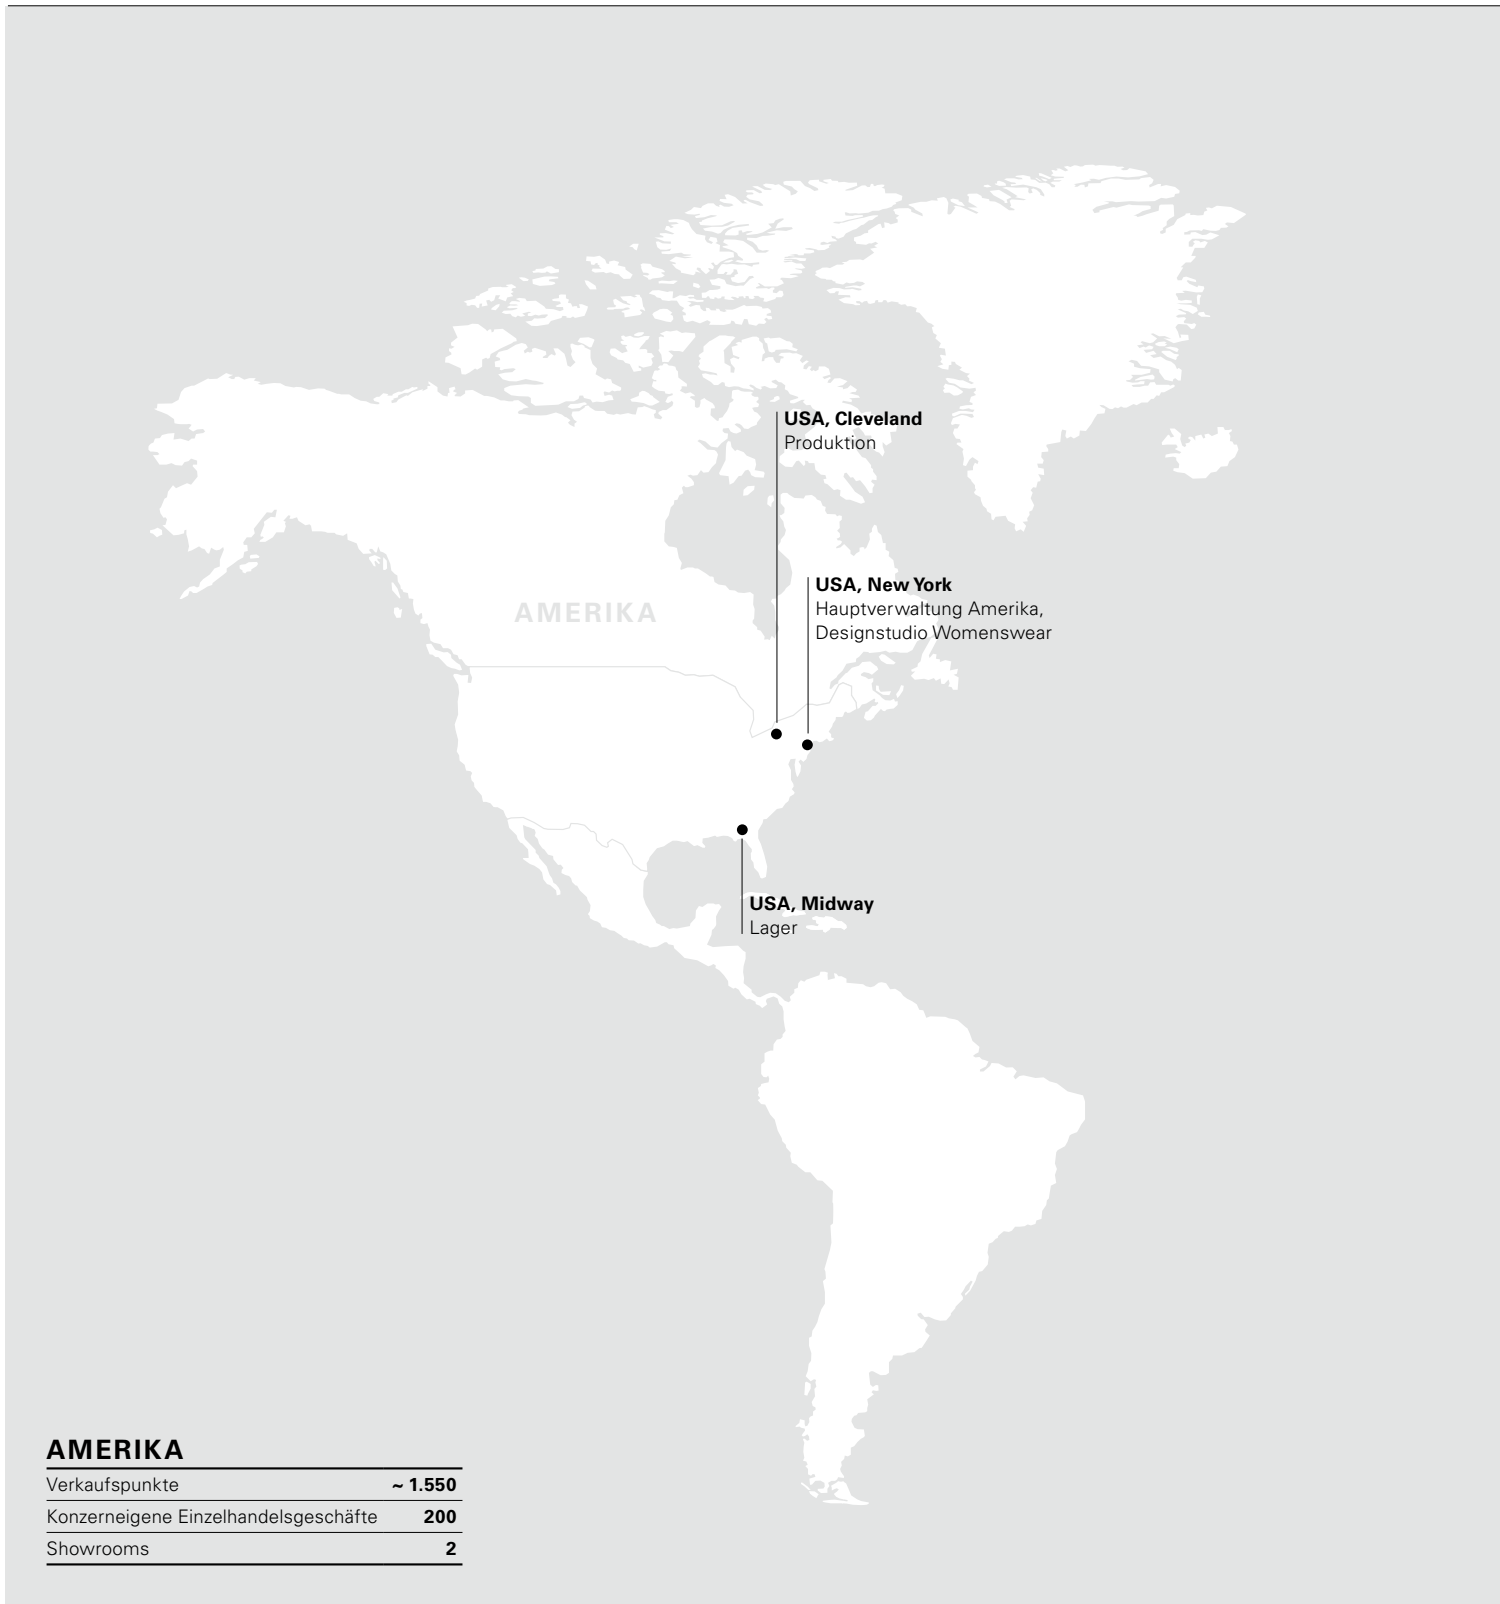 USA, Cleveland
Produktion
USA, New York
Hauptverwaltung Amerika,
Designstudio Womenswear
AMERIKA
USA, Midway
Lager
AMERIKA
Verkaufspunkte ~ 1.550
Konzerneigene Einzelhandelsgeschäfte 200
Showrooms 2